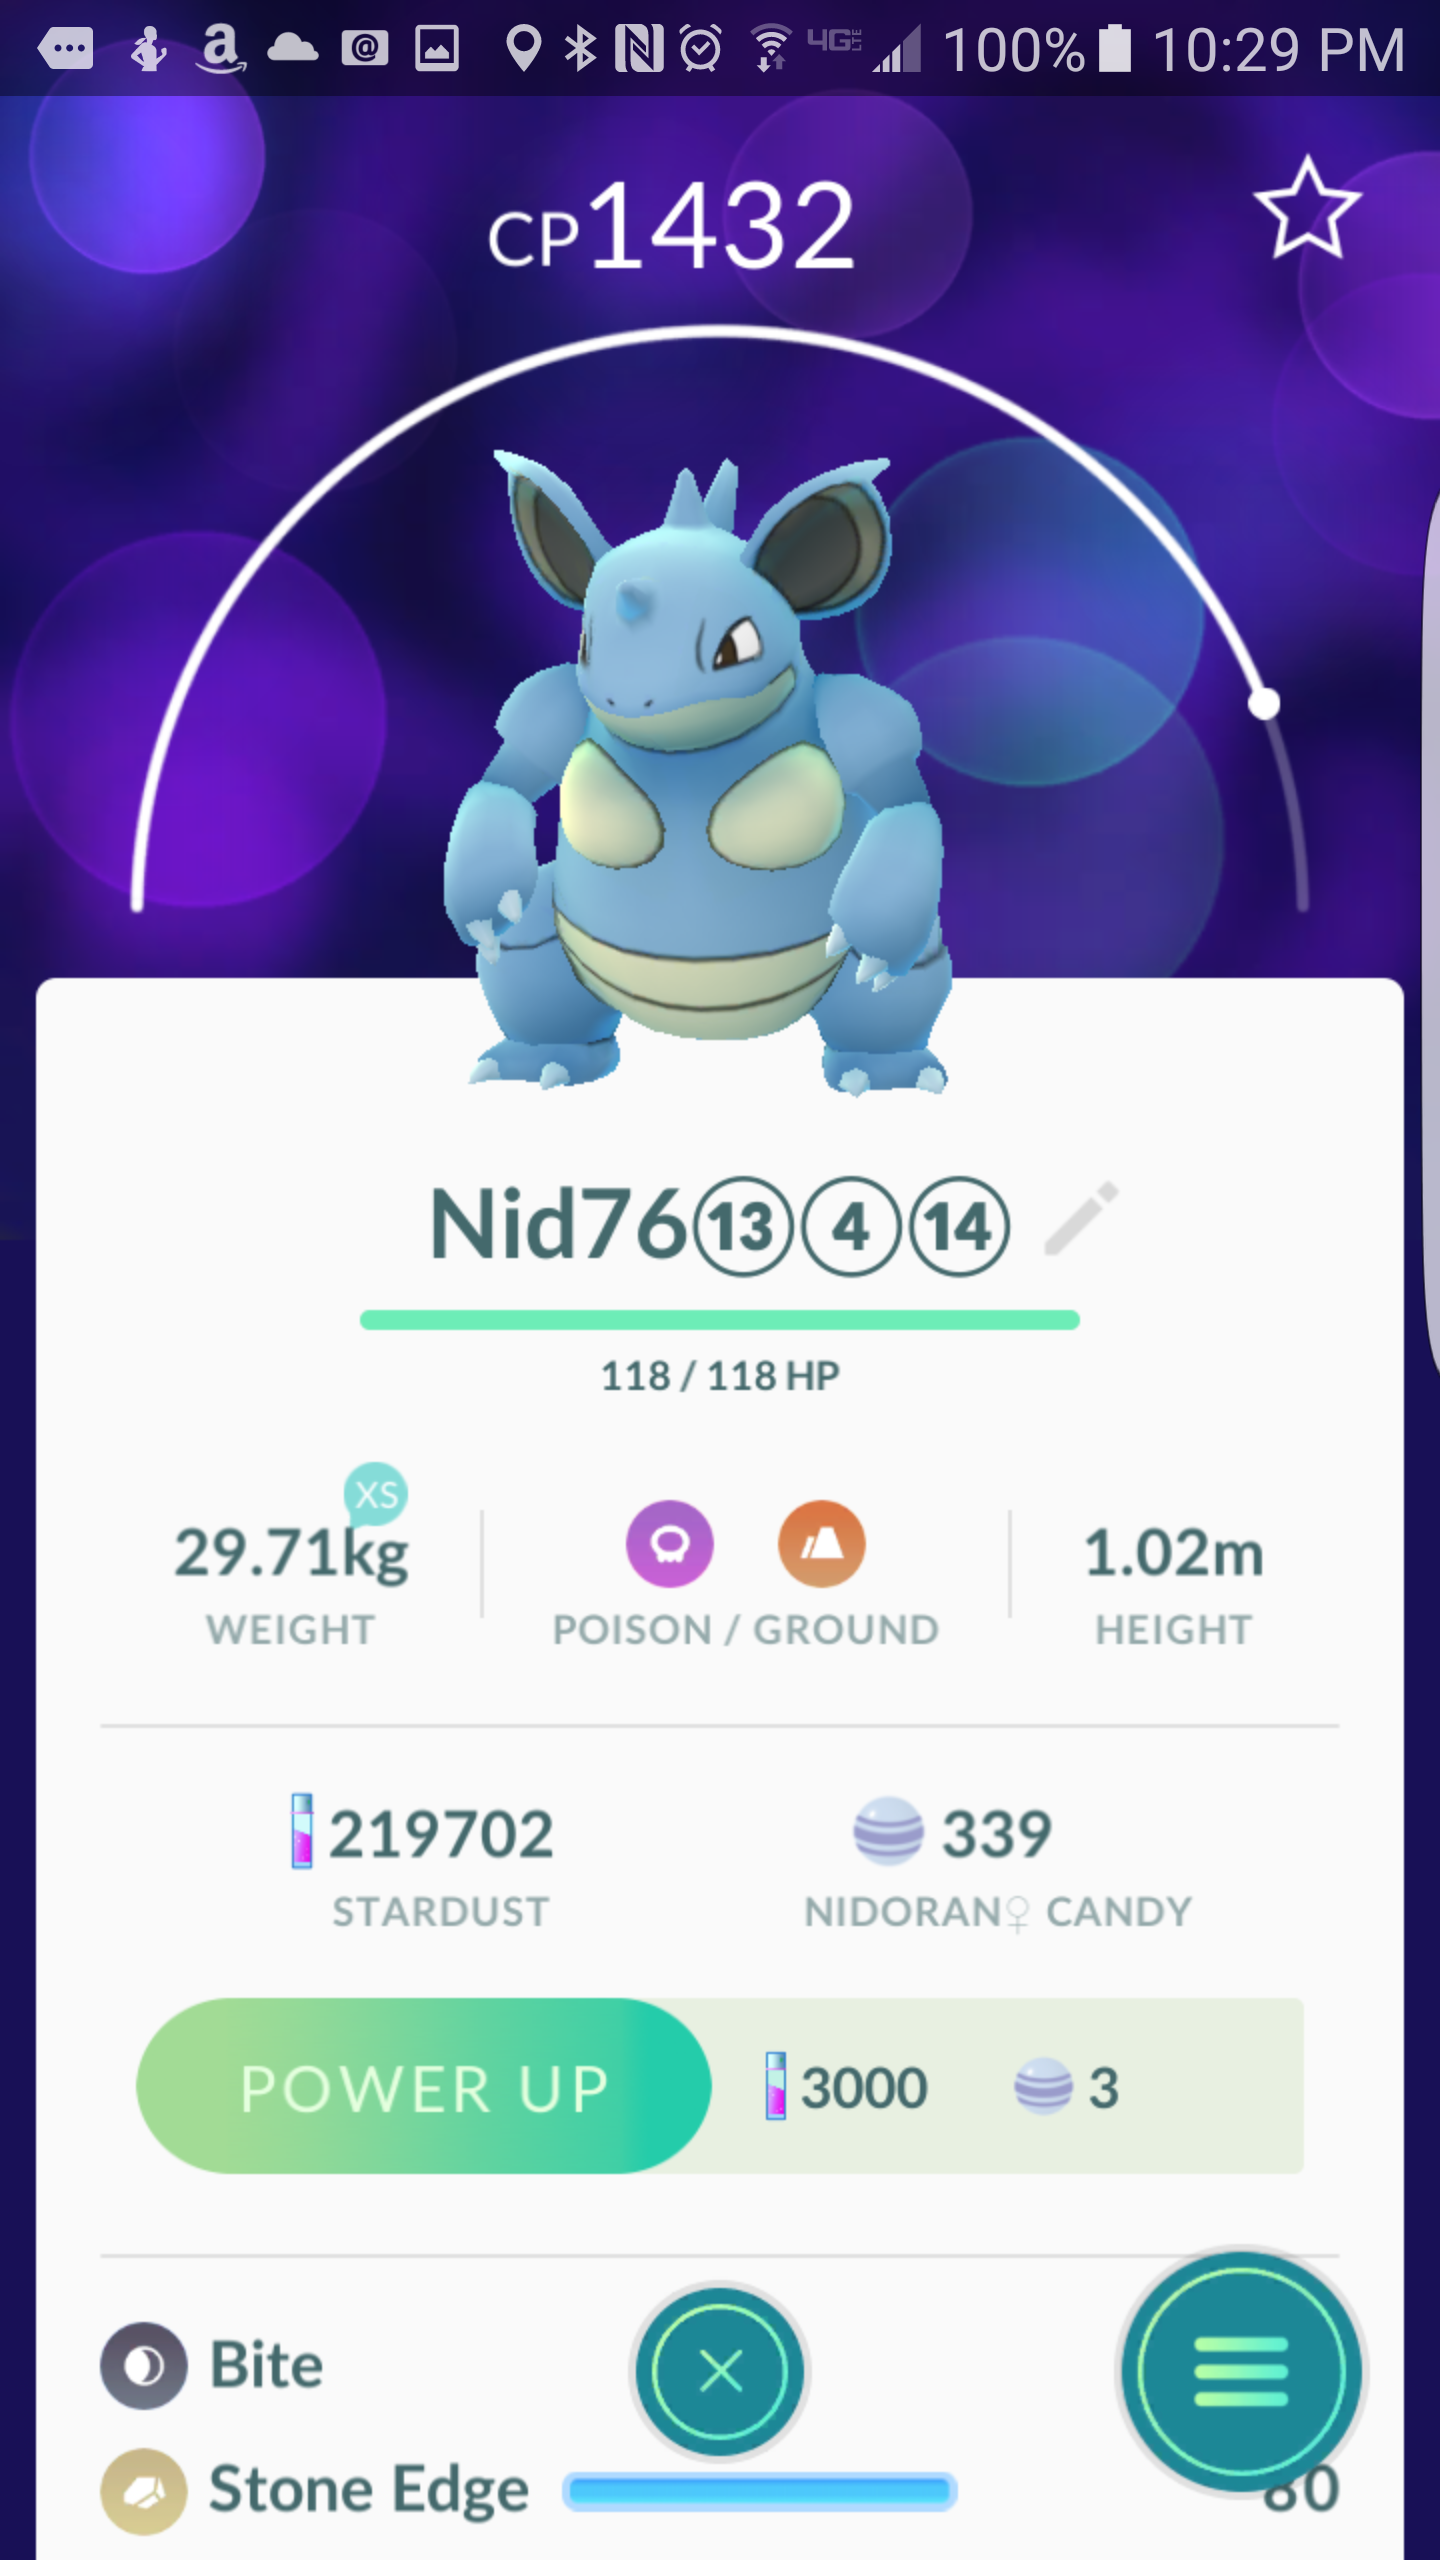 100% 10:29 PM
CP1432
Nid76⑬④⑭
118 / 118 HP
XS
29.71kg
WEIGHT
POISON / GROUND
1.02m
HEIGHT
219702
STARDUST
339
NIDORAN♀ CANDY
POWER UP 3000 3
Bite
Stone Edge 80